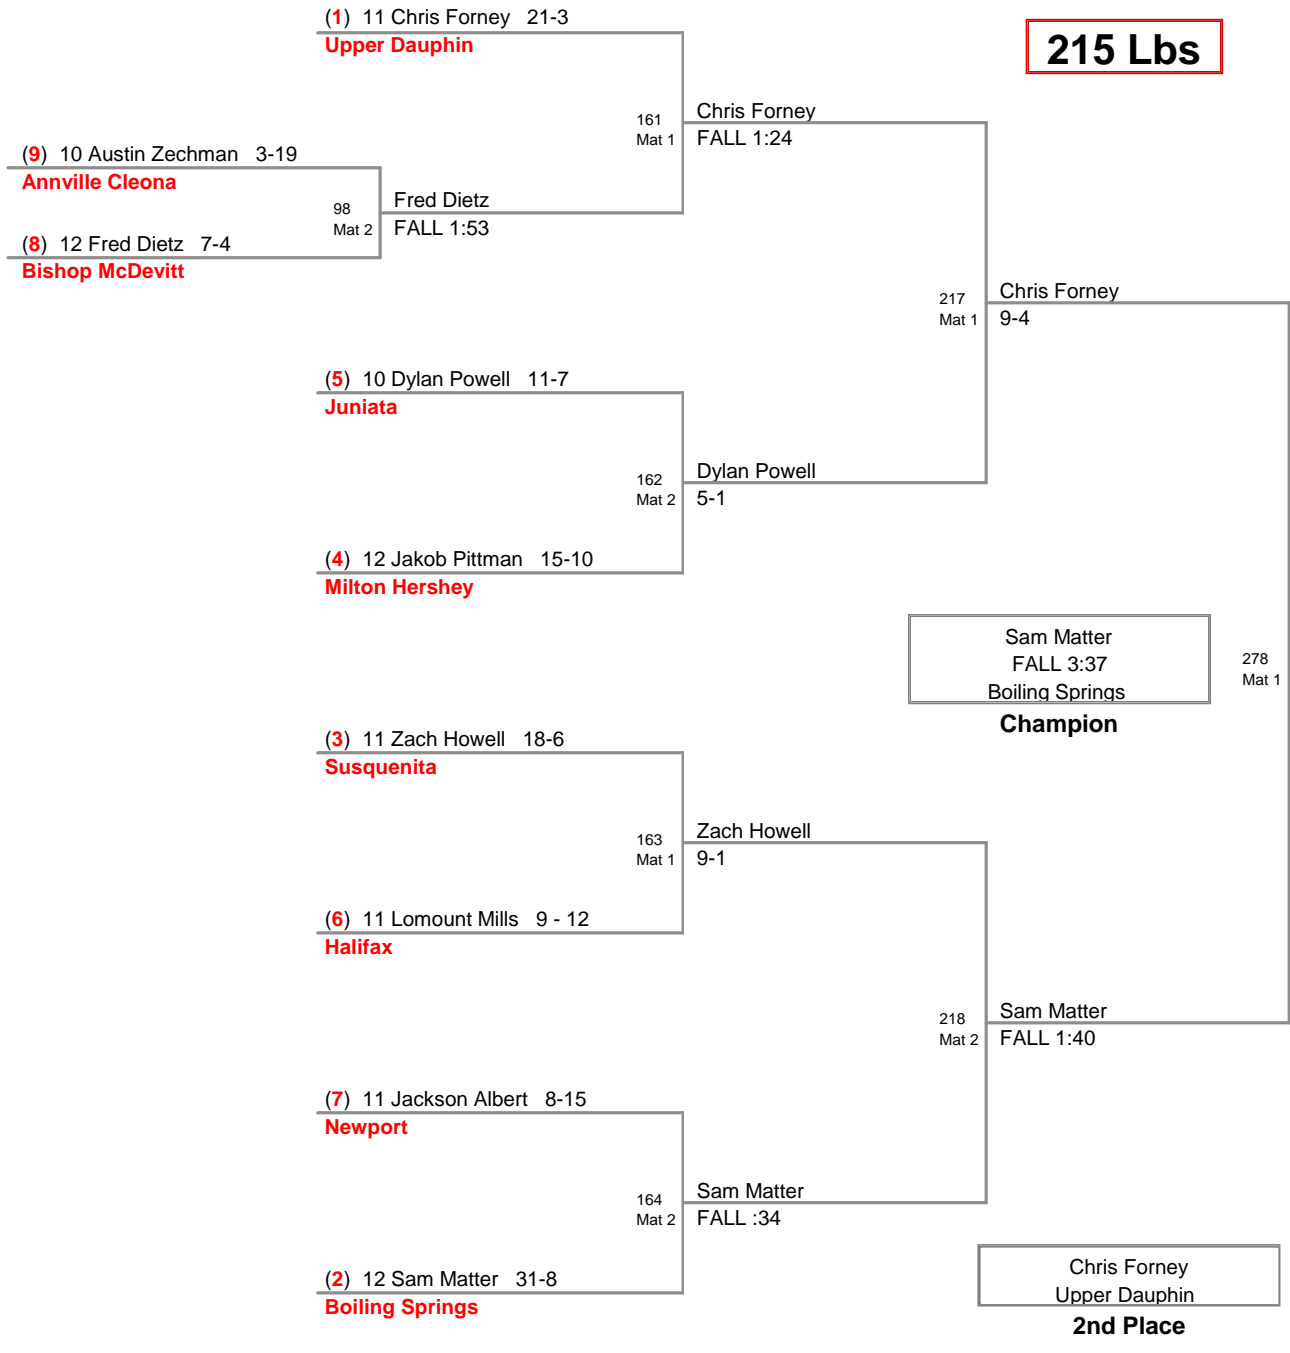 (1) 11 Chris Forney 21-3
Upper Dauphin
215 Lbs
161
Mat 1
Chris Forney
FALL 1:24
(9) 10 Austin Zechman 3-19
Annville Cleona
98
Mat 2
Fred Dietz
FALL 1:53
(8) 12 Fred Dietz 7-4
Bishop McDevitt
217
Mat 1
Chris Forney
9-4
(5) 10 Dylan Powell 11-7
Juniata
162
Mat 2
Dylan Powell
5-1
(4) 12 Jakob Pittman 15-10
Milton Hershey
Sam Matter
FALL 3:37
Boiling Springs
Champion
278
Mat 1
(3) 11 Zach Howell 18-6
Susquenita
163
Mat 1
Zach Howell
9-1
(6) 11 Lomount Mills 9 - 12
Halifax
218
Mat 2
Sam Matter
FALL 1:40
(7) 11 Jackson Albert 8-15
Newport
164
Mat 2
Sam Matter
FALL :34
(2) 12 Sam Matter 31-8
Boiling Springs
Chris Forney
Upper Dauphin
2nd Place